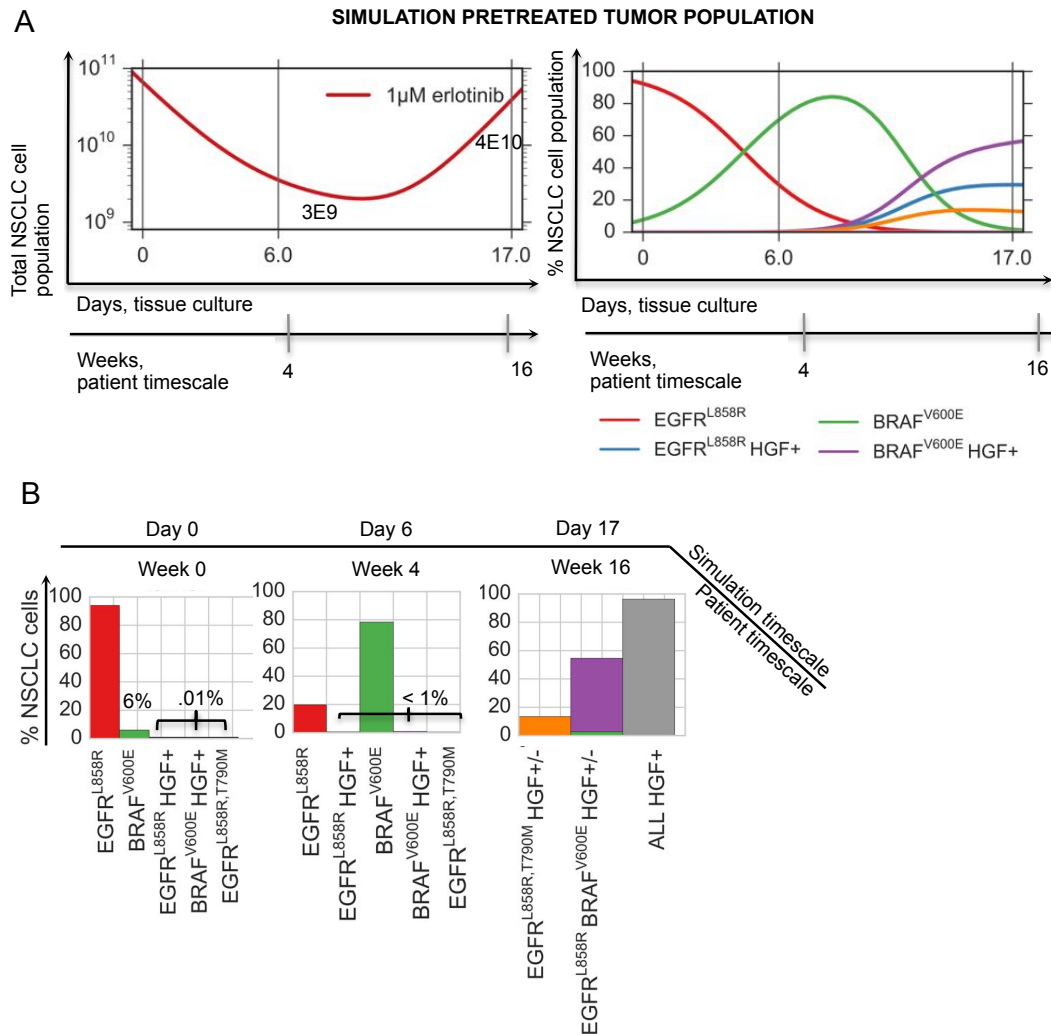 SIMULATION PRETREATED TUMOR POPULATION
A
Total NSCLC cell
population
10^11
10^10
10^9
1µM erlotinib
4E10
3E9
0
6.0
17.0
Days, tissue culture
Weeks,
patient timescale
4
16
% NSCLC cell population
100
80
60
40
20
0
0
6.0
17.0
Days, tissue culture
Weeks,
patient timescale
4
16
EGFR^L858R
BRAF^V600E
EGFR^L858R HGF+
BRAF^V600E HGF+
B
Day 0
Day 6
Day 17
Week 0
Week 4
Week 16
Simulation timescale
Patient timescale
% NSCLC cells
100
80
60
40
20
0
6%
.01%
EGFR^L858R
BRAF^V600E
EGFR^L858R HGF+
BRAF^V600E HGF+
EGFR^L858R,T790M
100
80
60
40
20
0
< 1%
EGFR^L858R
EGFR^L858R HGF+
BRAF^V600E
BRAF^V600E HGF+
EGFR^L858R,T790M
100
80
60
40
20
0
EGFR^L858R,T790M HGF+/-
EGFR^L858R BRAF^V600E HGF+/-
ALL HGF+